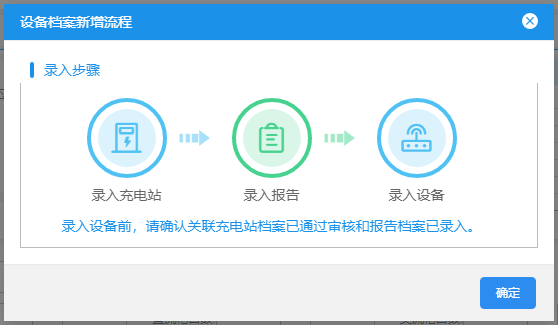 设备档案新增流程
录入步骤
录入充电站
录入报告
录入设备
录入设备前，请确认关联充电站档案已通过审核和报告档案已录入。
确定